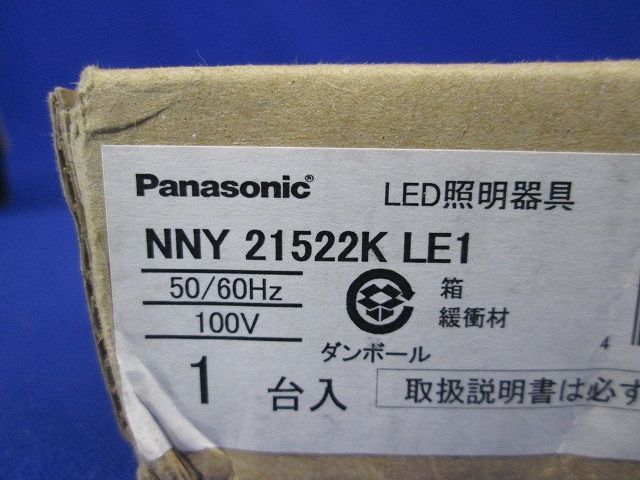 Panasonic® LED照明器具
NNY 21522K LE1
50/60Hz
100V
箱
緩衝材
ダンボール
4
1 台入
取扱説明書は必ず